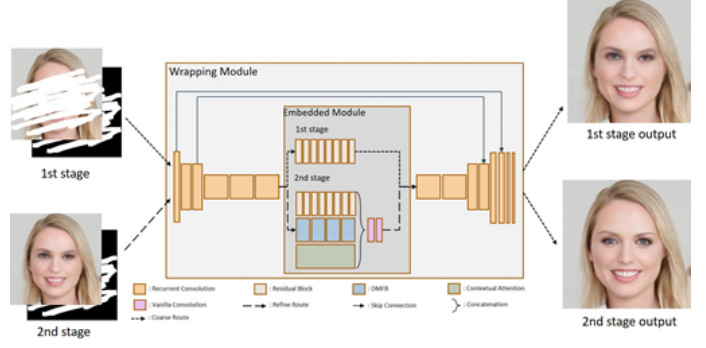 Wrapping Module
Embedded Module
1st stage
2nd stage
1st stage
2nd stage
1st stage output
2nd stage output
: Recurrent Convolution
: Residual Block
: DMFB
: Contextual Attention
: Vanilla Convolution
: Refine Route
: Skip Connection
: Concatenation
: Coarse Route